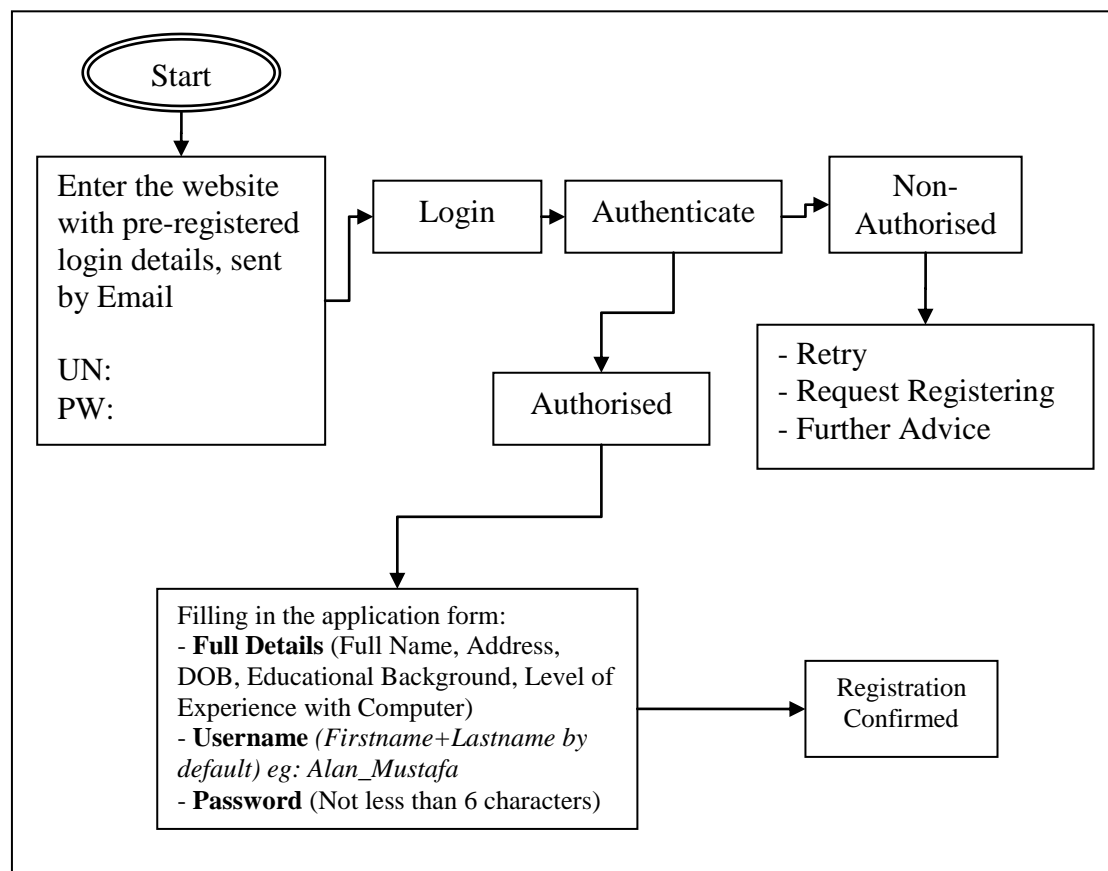 Start
Enter the website
with pre-registered
login details, sent
by Email
UN:
PW:
Login
Authenticate
Non-
Authorised
- Retry
- Request Registering
- Further Advice
Authorised
Filling in the application form:
- Full Details (Full Name, Address,
DOB, Educational Background, Level of
Experience with Computer)
- Username (Firstname+Lastname by
default) eg: Alan_Mustafa
- Password (Not less than 6 characters)
Registration
Confirmed